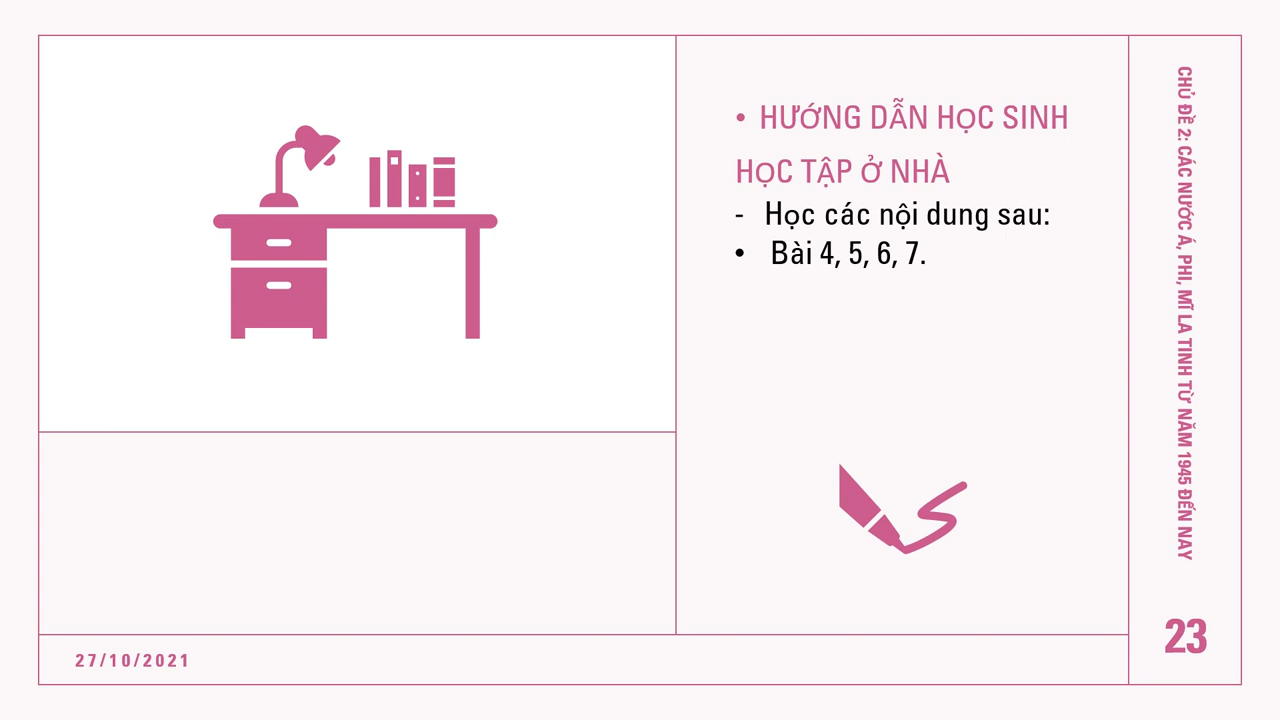 • HƯỚNG DẪN HỌC SINH
HỌC TẬP Ở NHÀ
- Học các nội dung sau:
• Bài 4, 5, 6, 7.
CHỦ ĐỀ 2: CÁC NƯỚC Á, PHI, MĨ LA TINH TỪ NĂM 1945 ĐẾN NAY
23
27/10/2021